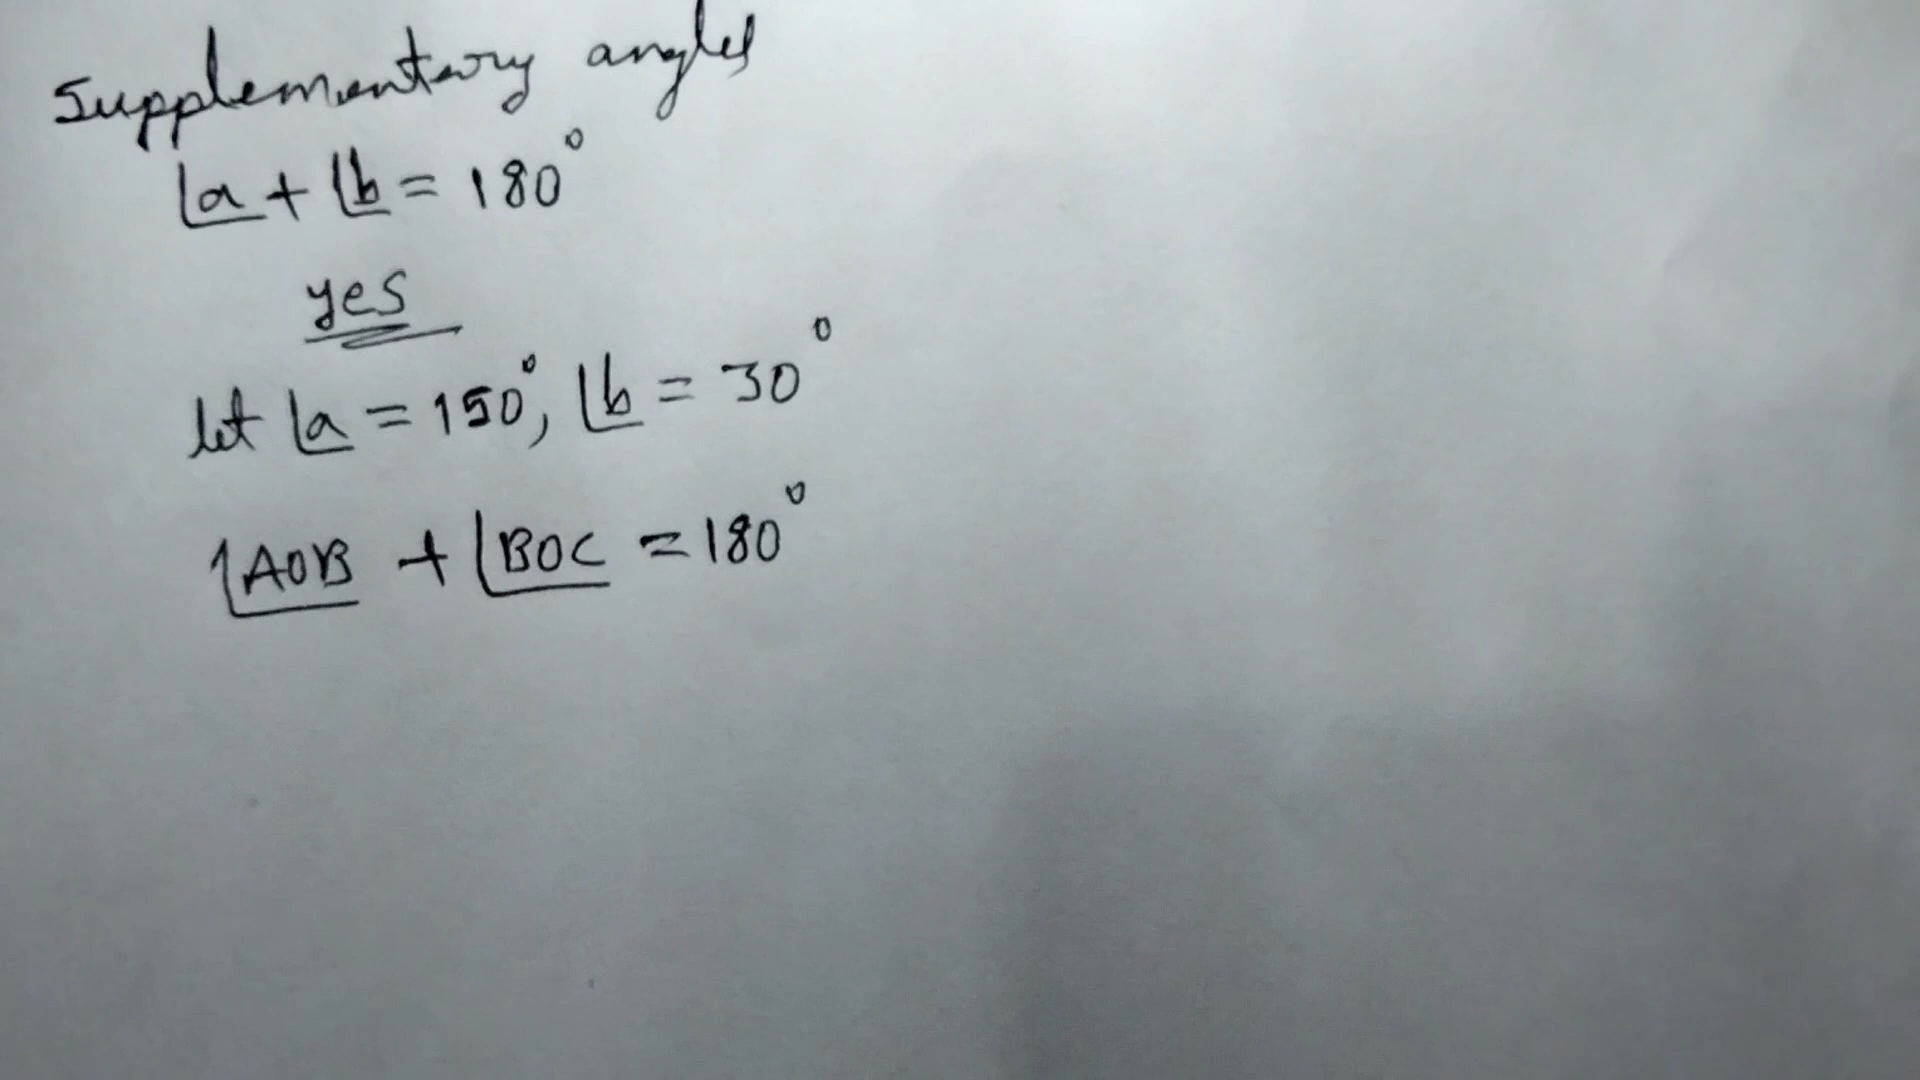 Supplementary angles
∠a + ∠b = 180°
yes
let ∠a = 150°, ∠b = 30°
∠AOB + ∠BOC = 180°